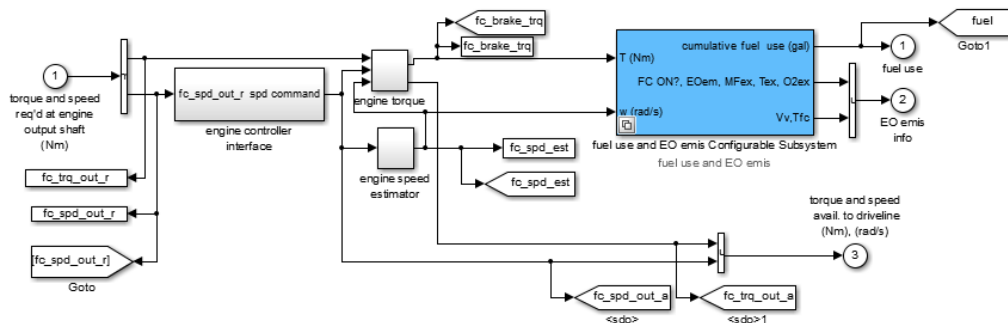 fc_brake_trq
fuel
Goto1
fc_brake_trq
cumulative fuel use (gal)
1
fuel use
T (Nm)
1
torque and speed
req'd at engine
output shaft
(Nm)
fc_spd_out_r spd command
engine controller
interface
engine torque
FC ON?, EOem, MFex, Tex, O2ex
w (rad/s)
Vv,Tfc
2
EO emis
info
fuel use and EO emis Configurable Subsystem
fuel use and EO emis
engine speed
estimator
fc_spd_est
fc_spd_est
fc_trq_out_r
fc_spd_out_r
[fc_spd_out_r]
Goto
torque and speed
avail. to driveline
(Nm), (rad/s)
3
fc_spd_out_a
<sdo>
fc_trq_out_a
<sdo>1